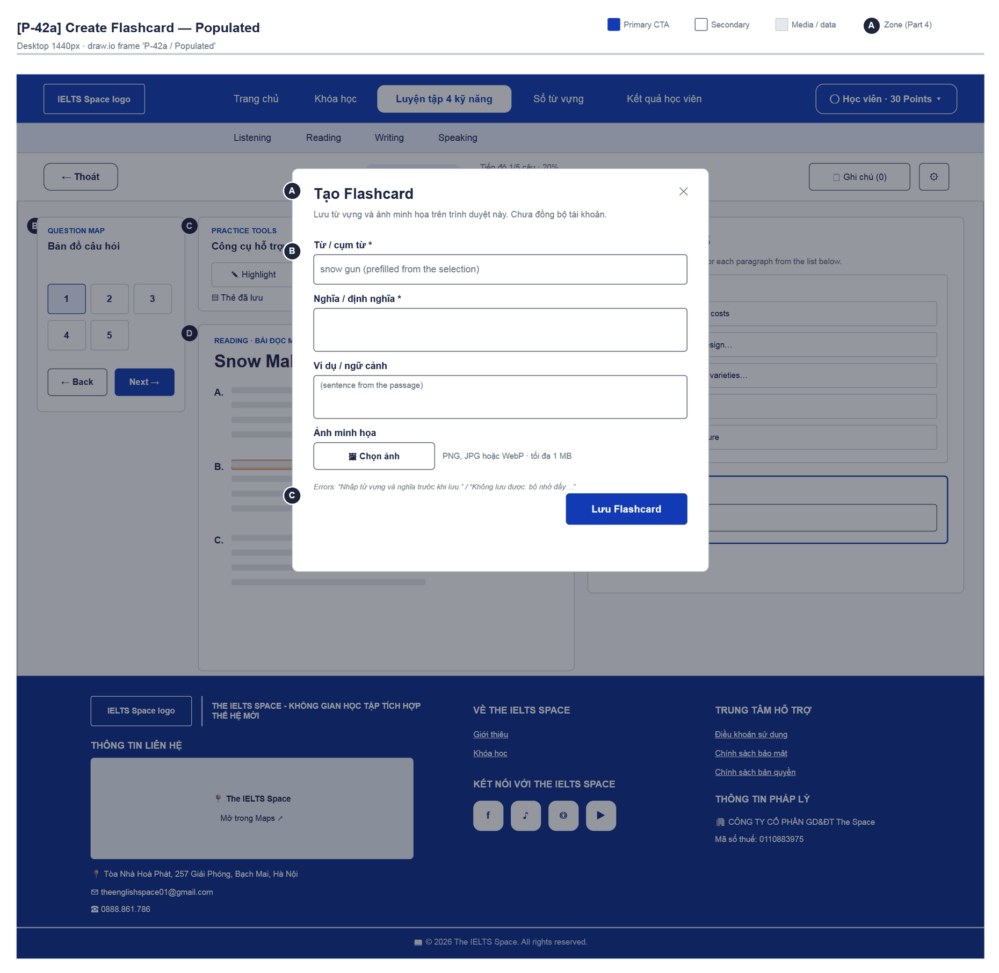 [P-42a] Create Flashcard — Populated
Desktop 1440px · draw.io frame 'P-42a / Populated'
Primary CTA
Secondary
Media / data
A Zone (Part 4)
IELTS Space logo
Trang chủ
Khóa học
Luyện tập 4 kỹ năng
Sổ từ vựng
Kết quả học viên
Học viên · 30 Points ▾
Listening
Reading
Writing
Speaking
← Thoát
Tiến độ 1/5 câu · 20%
Ghi chú (0)
B
QUESTION MAP
Bản đồ câu hỏi
1
2
3
4
5
← Back
Next →
C
PRACTICE TOOLS
Công cụ hỗ trợ
Highlight
Thẻ đã lưu
D
READING · BÀI ĐỌC
Snow
A.
B.
C.
A
Tạo Flashcard
Lưu từ vựng và ảnh minh họa trên trình duyệt này. Chưa đồng bộ tài khoản.
B
Từ / cụm từ *
snow gun (prefilled from the selection)
Nghĩa / định nghĩa *
Ví dụ / ngữ cảnh
(sentence from the passage)
Ảnh minh họa
Chọn ảnh
PNG, JPG hoặc WebP · tối đa 1 MB
C
Errors: “Nhập từ vựng và nghĩa trước khi lưu.” / “Không lưu được: bộ nhớ đầy…”
Lưu Flashcard
for each paragraph from the list below.
costs
varieties…
IELTS Space logo
THE IELTS SPACE - KHÔNG GIAN HỌC TẬP TÍCH HỢP
THẾ HỆ MỚI
THÔNG TIN LIÊN HỆ
The IELTS Space
Mở trong Maps ↗
Tòa Nhà Hoà Phát, 257 Giải Phóng, Bạch Mai, Hà Nội
theenglishspace01@gmail.com
0888.861.786
VỀ THE IELTS SPACE
Giới thiệu
Khóa học
KẾT NỐI VỚI THE IELTS SPACE
f
TRUNG TÂM HỖ TRỢ
Điều khoản sử dụng
Chính sách bảo mật
Chính sách bản quyền
THÔNG TIN PHÁP LÝ
CÔNG TY CỔ PHẦN GD&ĐT The Space
Mã số thuế: 0110883975
© 2026 The IELTS Space. All rights reserved.